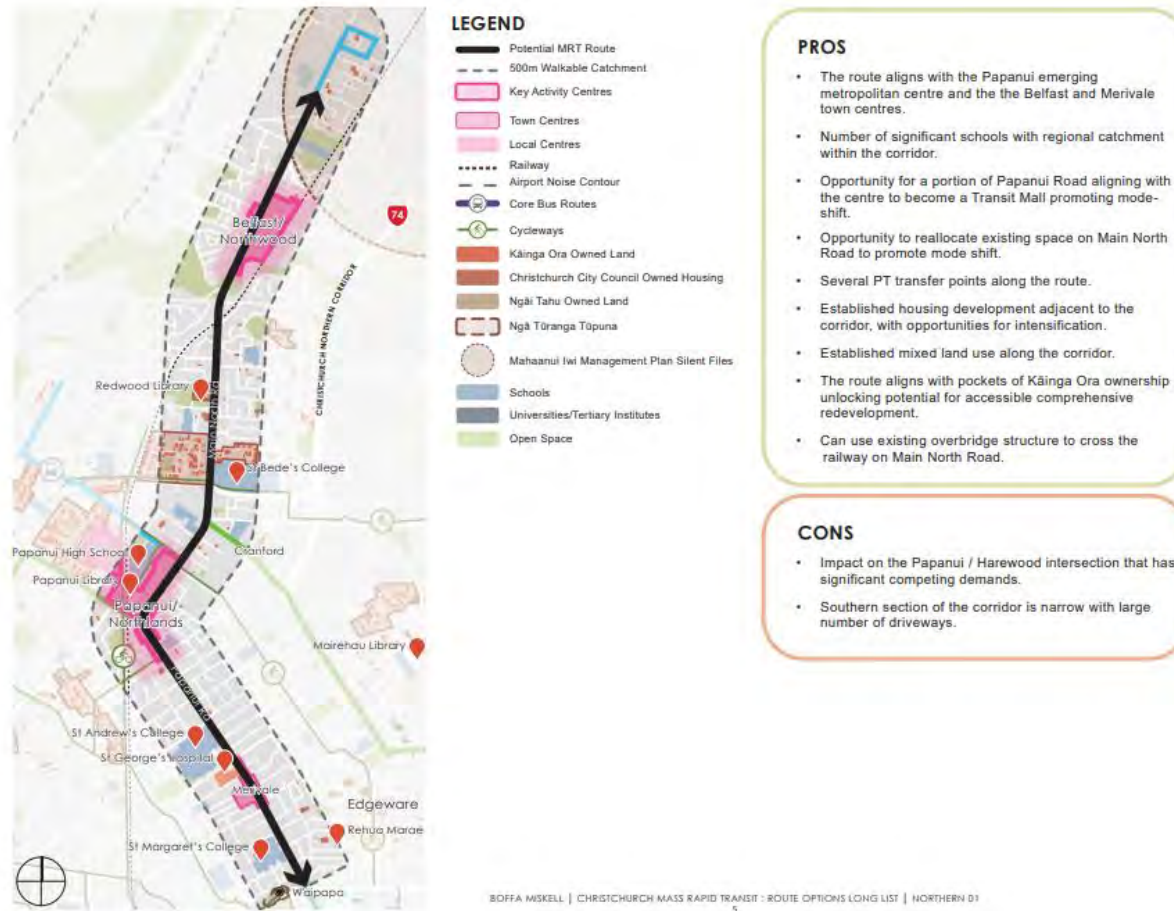 LEGEND
Potential MRT Route
500m Walkable Catchment
Key Activity Centres
Town Centres
Local Centres
Railway
Airport Noise Contour
Core Bus Routes
Cycleways
Kāinga Ora Owned Land
Christchurch City Council Owned Housing
Ngāi Tahu Owned Land
Ngā Tūranga Tūpuna
Mahaanui Iwi Management Plan Silent Files
Schools
Universities/Tertiary Institutes
Open Space
74
Belfast/
Northwood
CHRISTCHURCH NORTHERN CORRIDOR
Redwood Library
Main North Rd
St Bede's College
Cranford
Papanui High School
Papanui Library
Papanui/
Northlands
Mairehau Library
Papanui Rd
St Andrew's College
St George's Hospital
Merivale
Edgeware
Rehua Marae
St Margaret's College
Waipapa
PROS
• The route aligns with the Papanui emerging
metropolitan centre and the the Belfast and Merivale
town centres.
• Number of significant schools with regional catchment
within the corridor.
• Opportunity for a portion of Papanui Road aligning with
the centre to become a Transit Mall promoting mode-
shift.
• Opportunity to reallocate existing space on Main North
Road to promote mode shift.
• Several PT transfer points along the route.
• Established housing development adjacent to the
corridor, with opportunities for intensification.
• Established mixed land use along the corridor.
• The route aligns with pockets of Kāinga Ora ownership
unlocking potential for accessible comprehensive
redevelopment.
• Can use existing overbridge structure to cross the
railway on Main North Road.
CONS
• Impact on the Papanui / Harewood intersection that has
significant competing demands.
• Southern section of the corridor is narrow with large
number of driveways.
BOFFA MISKELL | CHRISTCHURCH MASS RAPID TRANSIT : ROUTE OPTIONS LONG LIST | NORTHERN 01
5